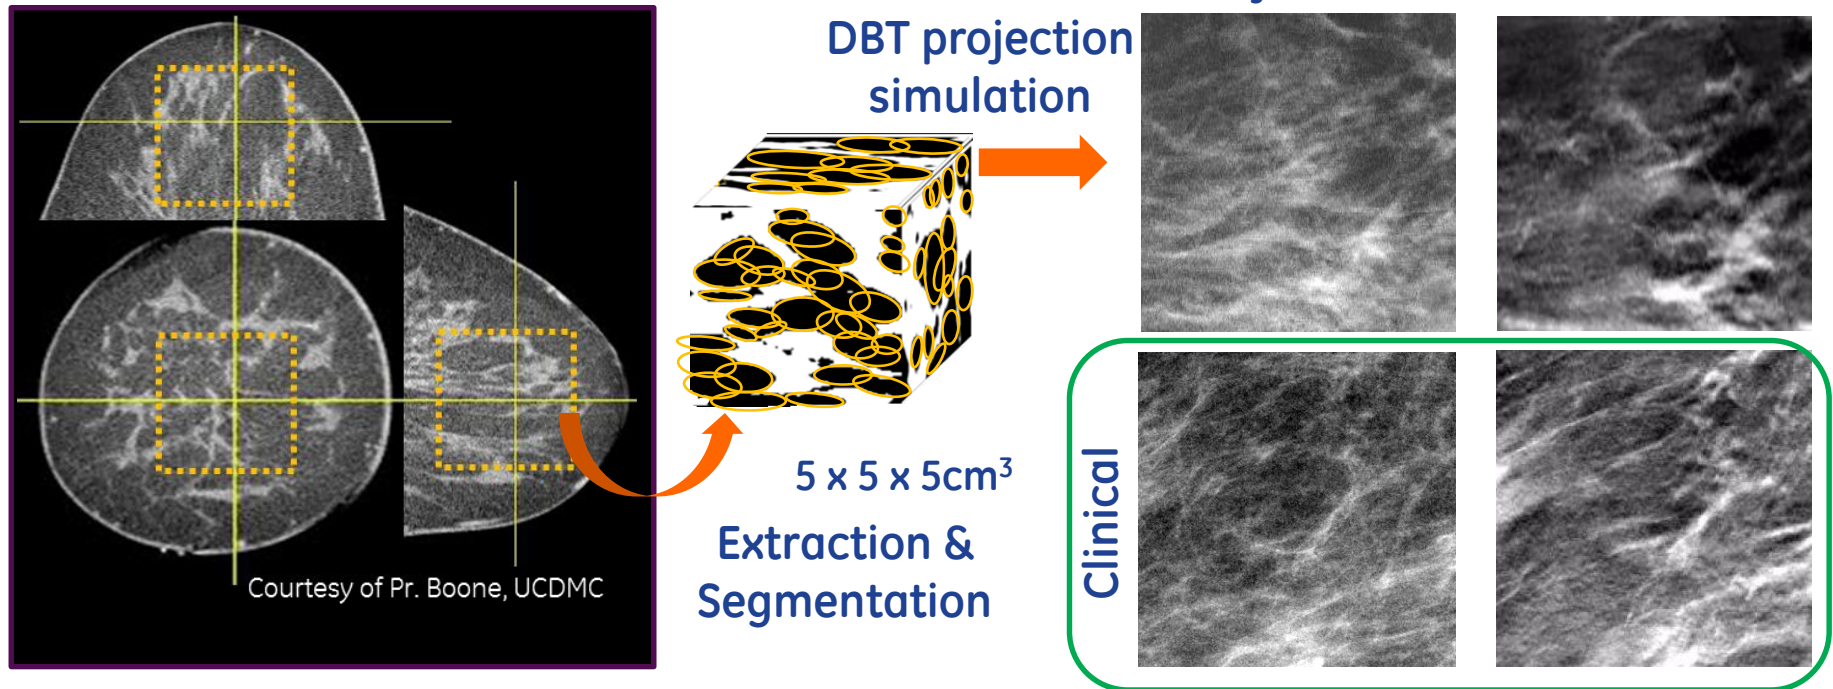 DBT projection
simulation
5 x 5 x 5cm³
Extraction &
Segmentation
Courtesy of Pr. Boone, UCDMC
Clinical